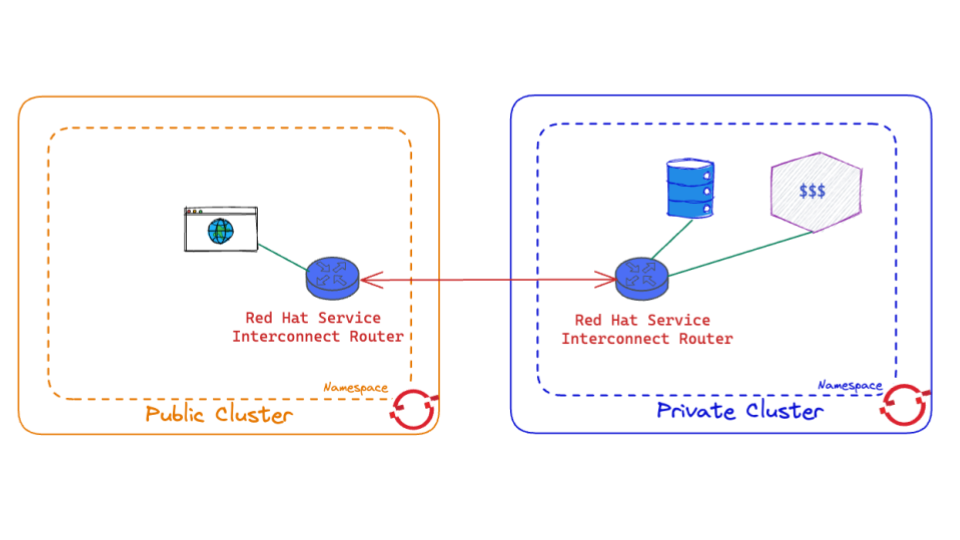 $$$
Red Hat Service
Interconnect Router
Red Hat Service
Interconnect Router
Namespace
Public Cluster
Namespace
Private Cluster